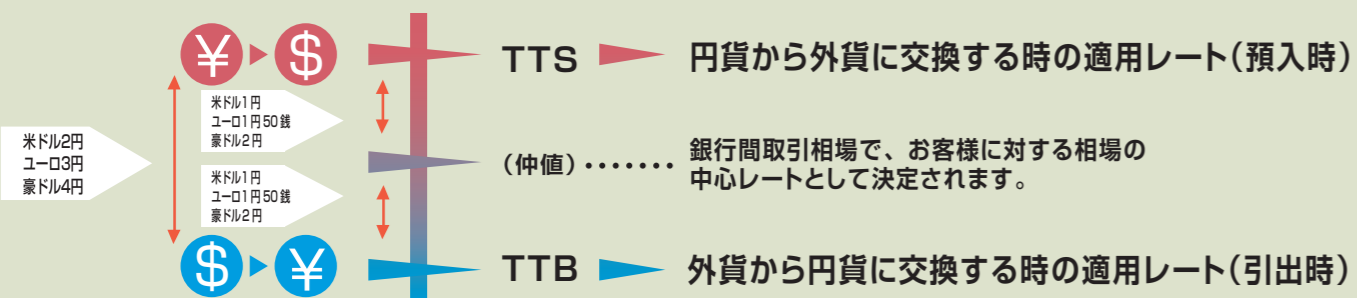 ¥ $ TTS 円貨から外貨に交換する時の適用レート(預入時)
米ドル1円
ユーロ1円50銭
豪ドル2円
米ドル2円
ユーロ3円
豪ドル4円
(仲値)・・・・・・・ 銀行間取引相場で、お客様に対する相場の
中心レートとして決定されます。
米ドル1円
ユーロ1円50銭
豪ドル2円
$ ¥ TTB 外貨から円貨に交換する時の適用レート(引出時)